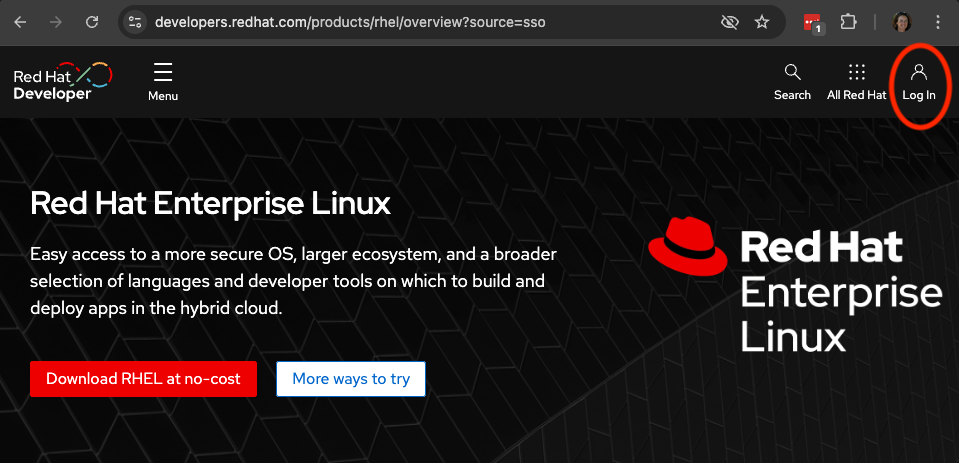 developers.redhat.com/products/rhel/overview?source=sso
1
Red Hat
Developer
Menu
Search
All Red Hat
Log In
Red Hat Enterprise Linux
Easy access to a more secure OS, larger ecosystem, and a broader
selection of languages and developer tools on which to build and
deploy apps in the hybrid cloud.
Red Hat
Enterprise
Linux
Download RHEL at no-cost
More ways to try